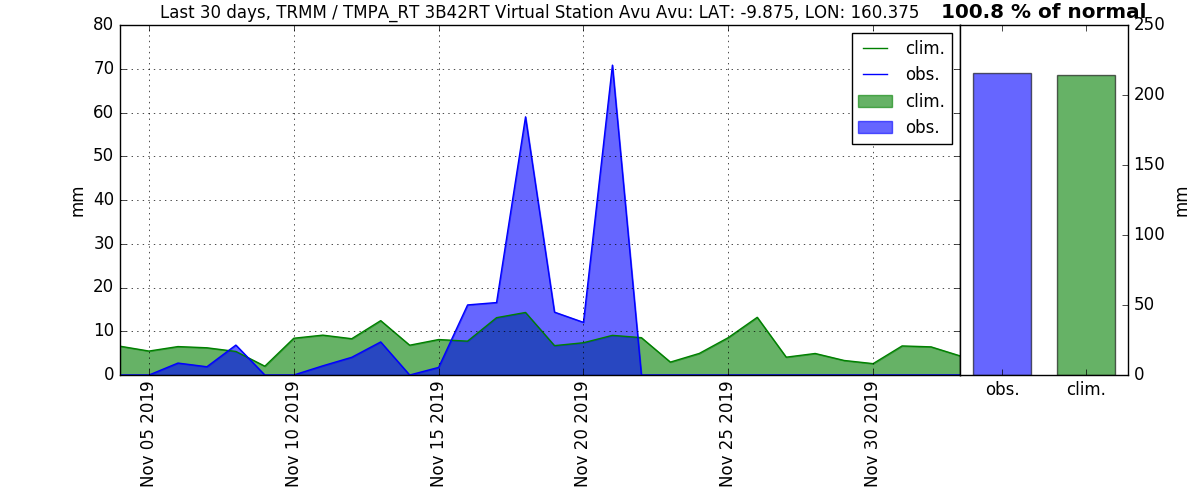 Last 30 days, TRMM / TMPA_RT 3B42RT Virtual Station Avu Avu: LAT: -9.875, LON: 160.375
100.8 % of normal
80
70
60
50
40
30
20
10
0
mm
clim.
obs.
clim.
obs.
Nov 05 2019
Nov 10 2019
Nov 15 2019
Nov 20 2019
Nov 25 2019
Nov 30 2019
250
200
150
100
50
0
mm
obs.
clim.